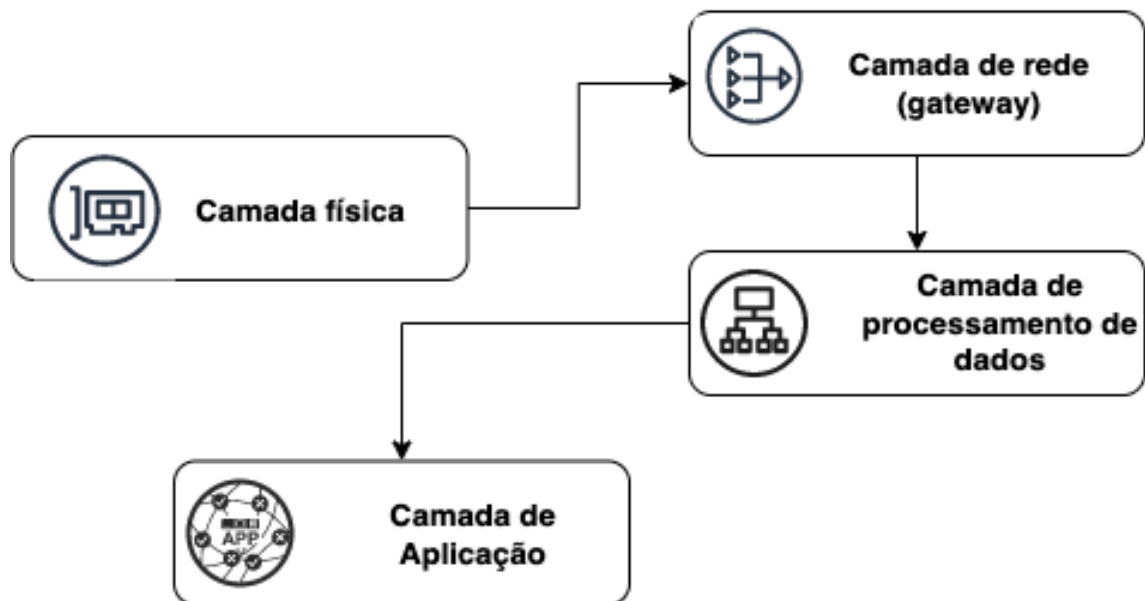 Camada física
Camada de rede
(gateway)
Camada de
processamento de
dados
APP
Camada de
Aplicação